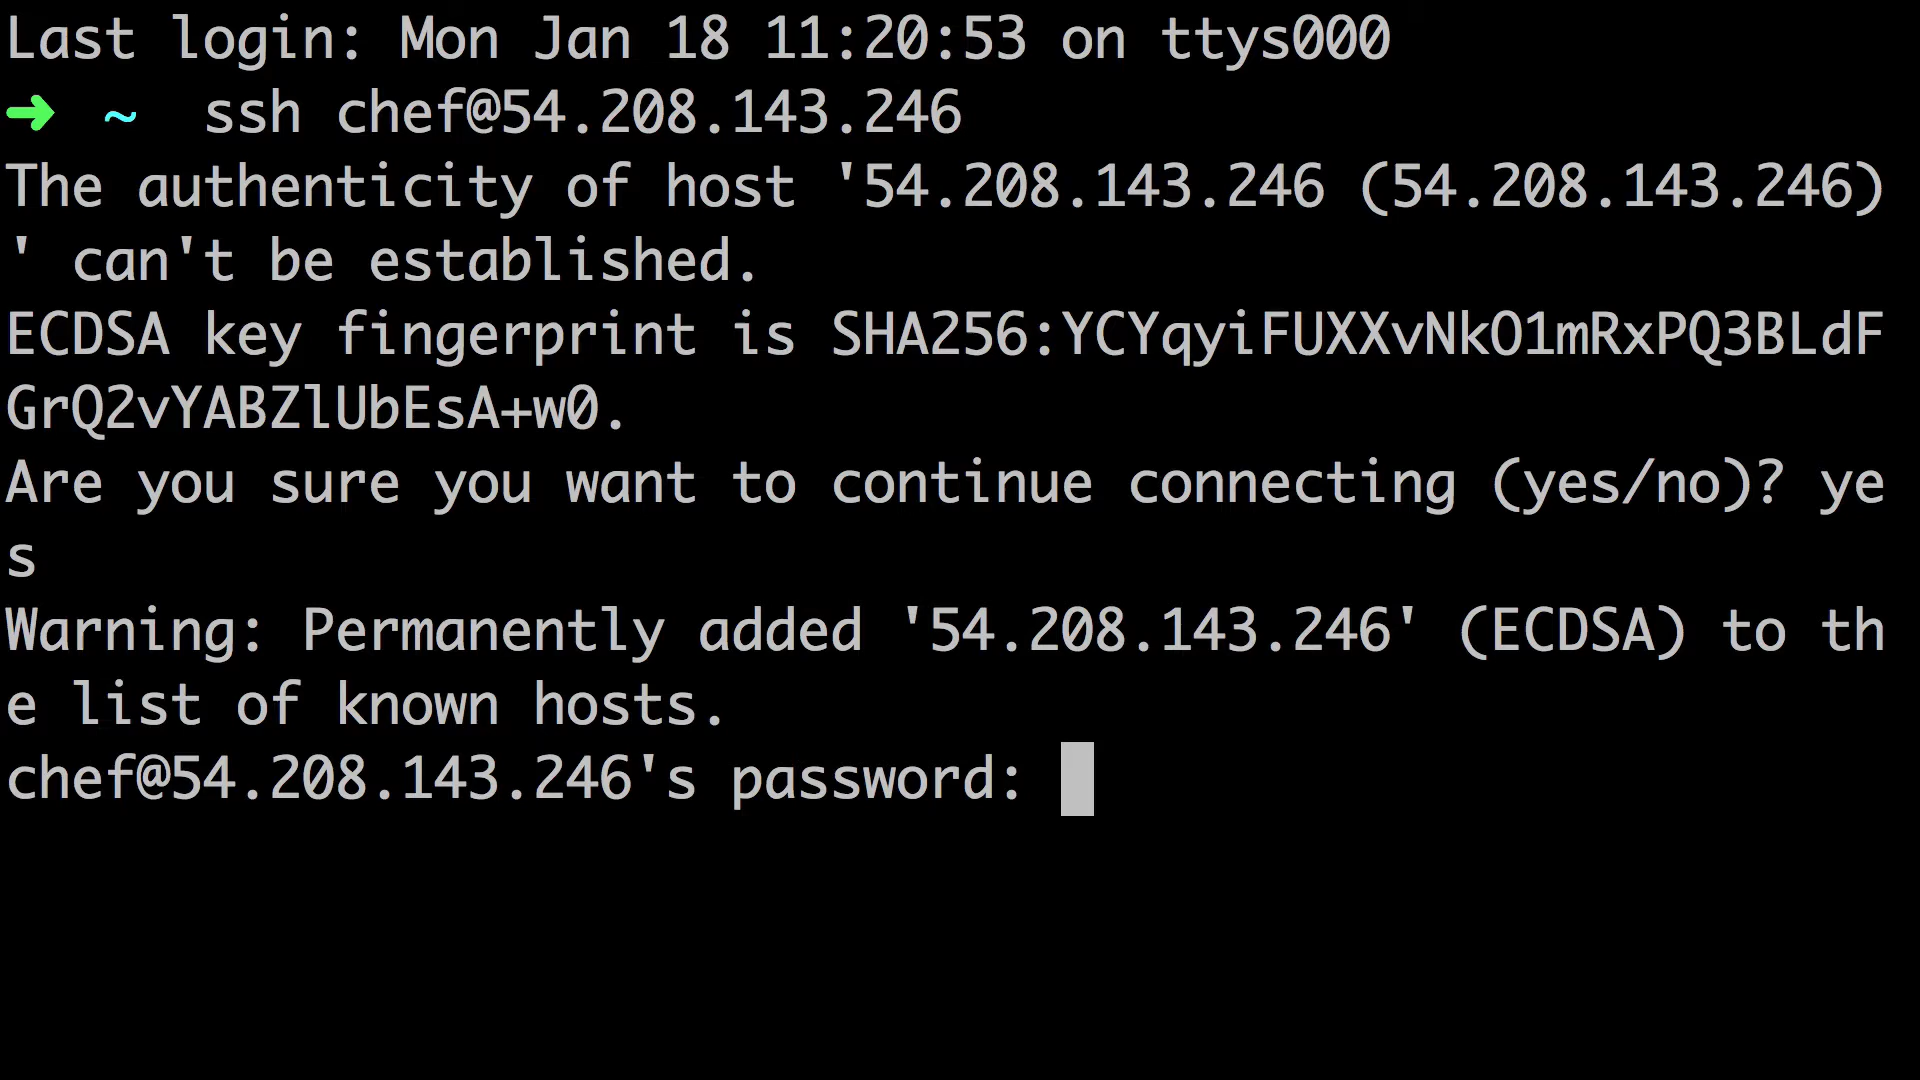 Last login: Mon Jan 18 11:20:53 on ttys000
➜ ~ ssh chef@54.208.143.246
The authenticity of host '54.208.143.246 (54.208.143.246)
' can't be established.
ECDSA key fingerprint is SHA256:YCYqyiFUXXvNkO1mRxPQ3BLdF
GrQ2vYABZlUbEsA+w0.
Are you sure you want to continue connecting (yes/no)? ye
s
Warning: Permanently added '54.208.143.246' (ECDSA) to th
e list of known hosts.
chef@54.208.143.246's password: